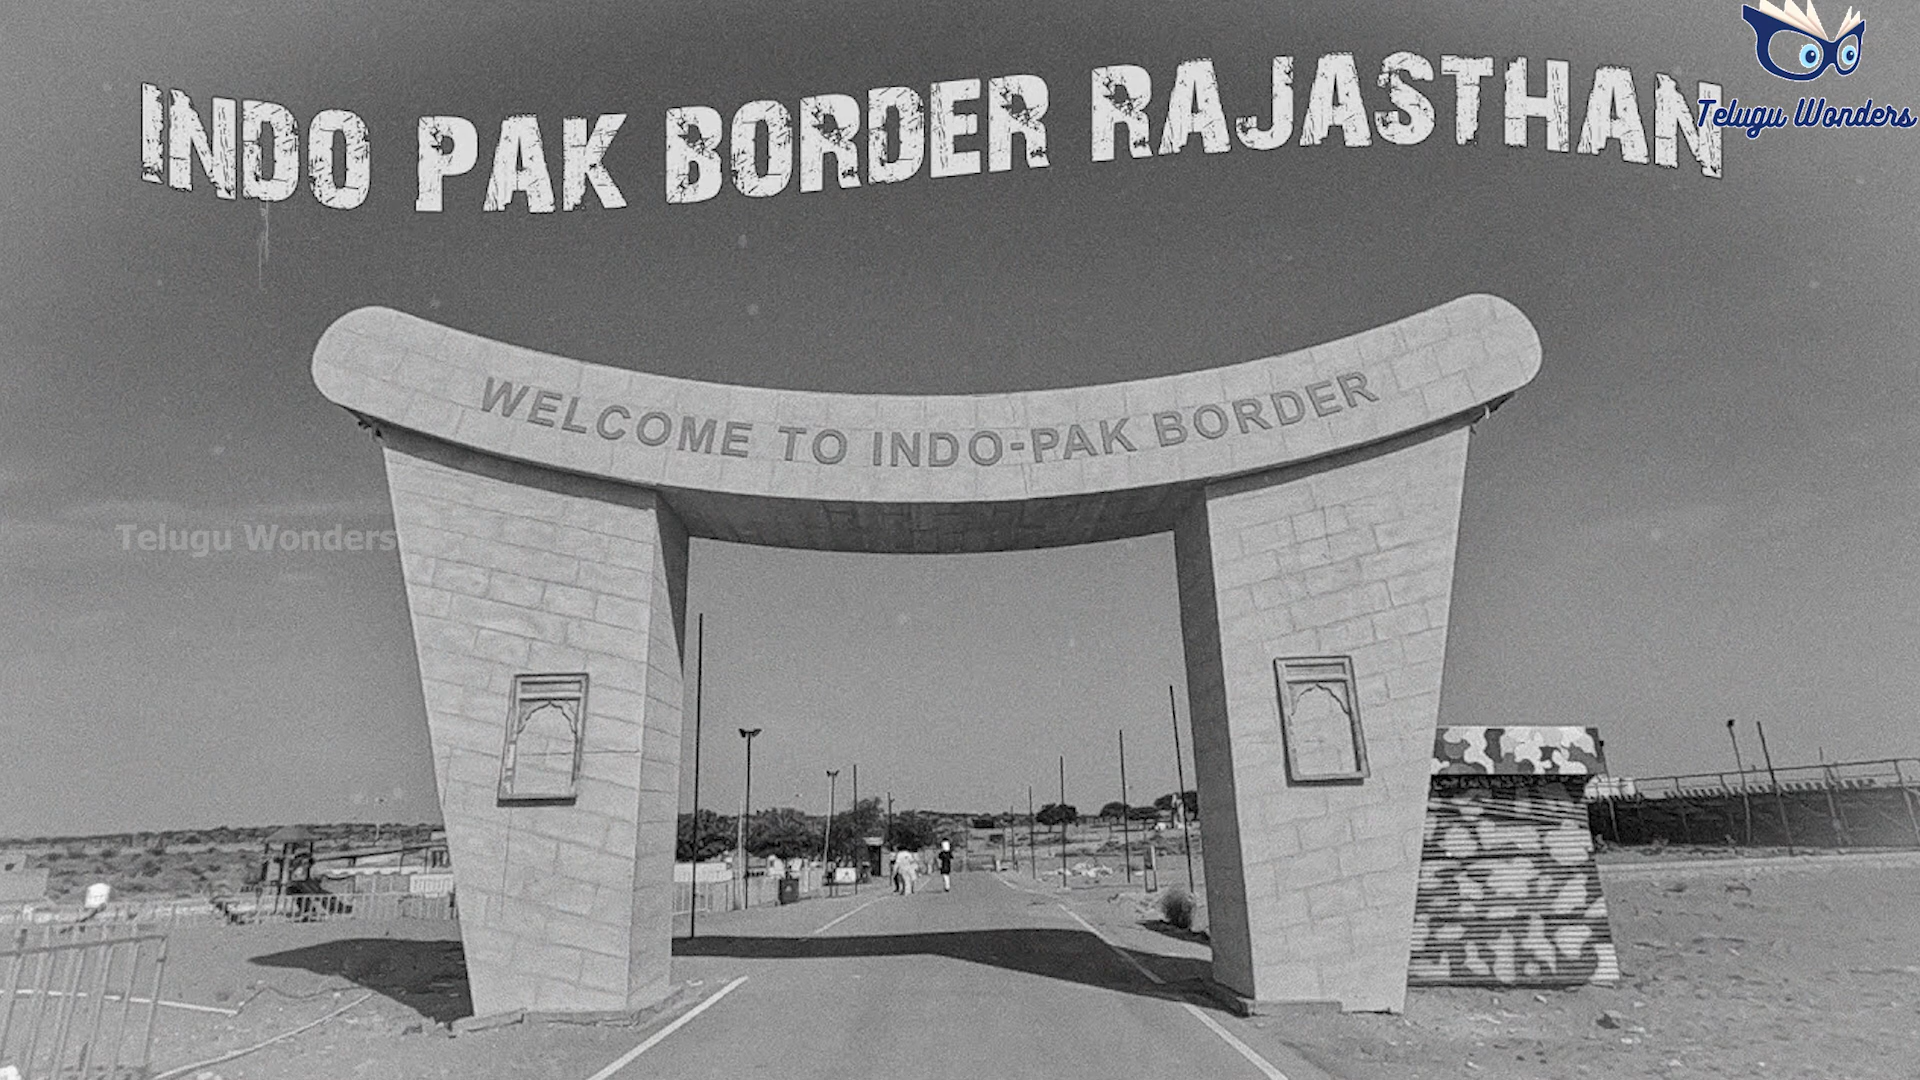 INDO PAK BORDER RAJASTHAN
Telugu Wonders
WELCOME TO INDO-PAK BORDER
Telugu Wonders